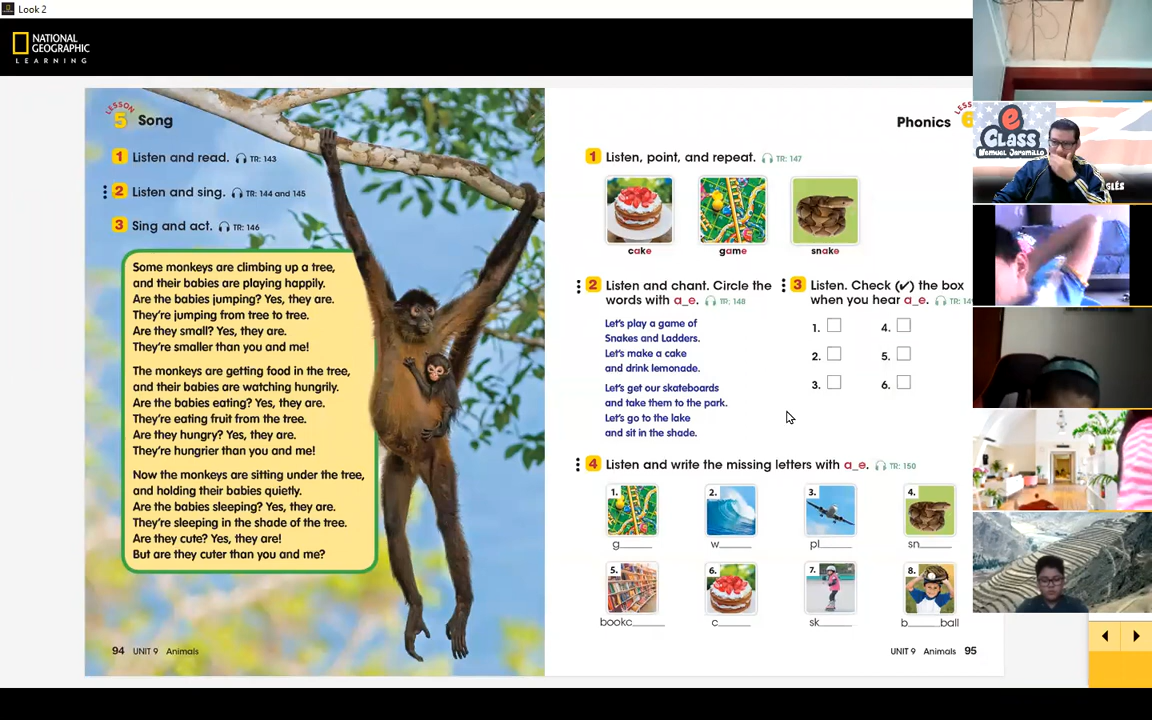 Look 2
NATIONAL
GEOGRAPHIC
LEARNING
LESSON
5 Song
1 Listen and read. TR: 143
2 Listen and sing. TR: 144 and 145
3 Sing and act. TR: 146
Some monkeys are climbing up a tree,
and their babies are playing happily.
Are the babies jumping? Yes, they are.
They're jumping from tree to tree.
Are they small? Yes, they are.
They're smaller than you and me!
The monkeys are getting food in the tree,
and their babies are watching hungrily.
Are the babies eating? Yes, they are.
They're eating fruit from the tree.
Are they hungry? Yes, they are.
They're hungrier than you and me!
Now the monkeys are sitting under the tree,
and holding their babies quietly.
Are the babies sleeping? Yes, they are.
They're sleeping in the shade of the tree.
Are they cute? Yes, they are!
But are they cuter than you and me?
94 UNIT 9 Animals
Phonics
1 Listen, point, and repeat. TR: 147
cake game snake
2 Listen and chant. Circle the
words with a_e. TR: 148
Let's play a game of
Snakes and Ladders.
Let's make a cake
and drink lemonade.
Let's get our skateboards
and take them to the park.
Let's go to the lake
and sit in the shade.
3 Listen. Check (✔) the box
when you hear a_e.
1. 4.
2. 5.
3. 6.
4 Listen and write the missing letters with a_e. TR: 150
1. 2. 3. 4.
g______ w______ pl______ sn______
5. 6. 7. 8.
bookc______ c______ sk______ b______ball
UNIT 9 Animals 95
e
CLASS
Nemuel Jaramillo